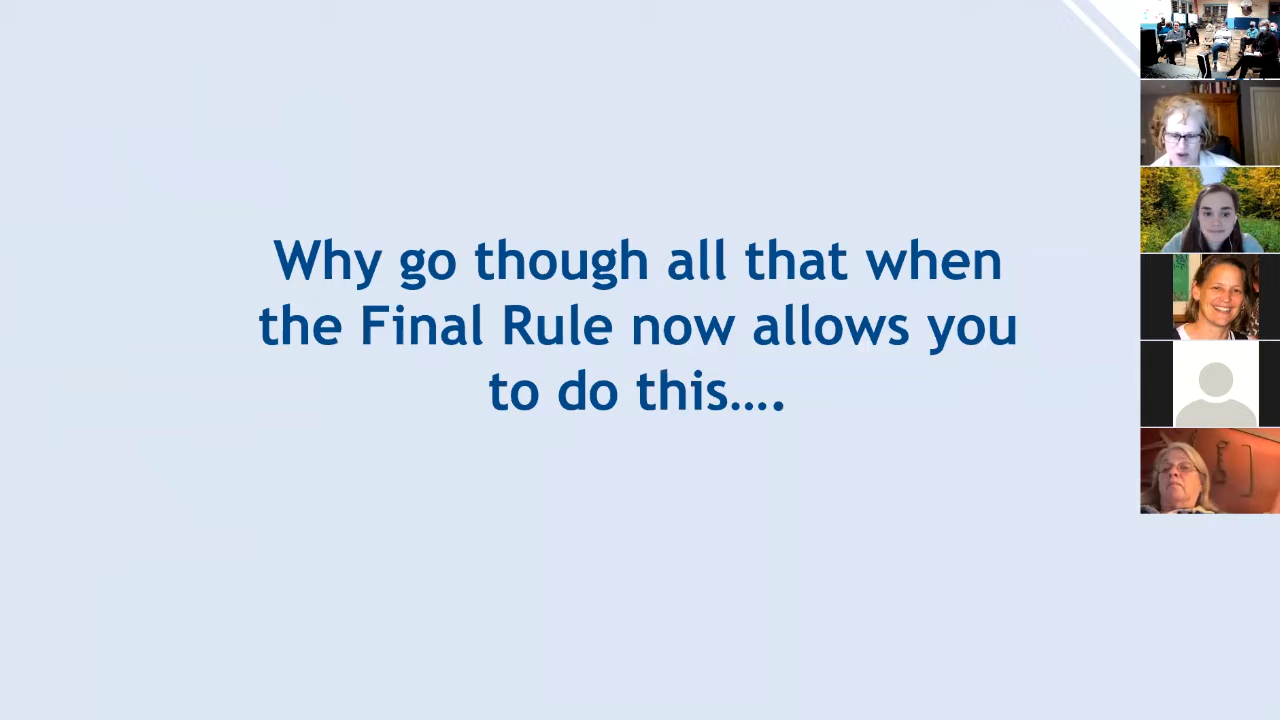 Why go though all that when
the Final Rule now allows you
to do this....